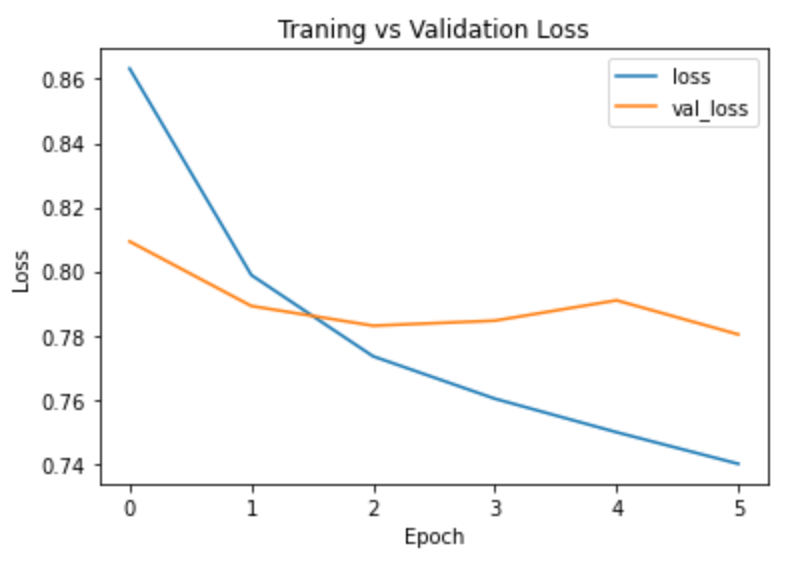 Traning vs Validation Loss
loss
val_loss
0.86
0.84
0.82
0.80
0.78
0.76
0.74
Loss
0 1 2 3 4 5
Epoch